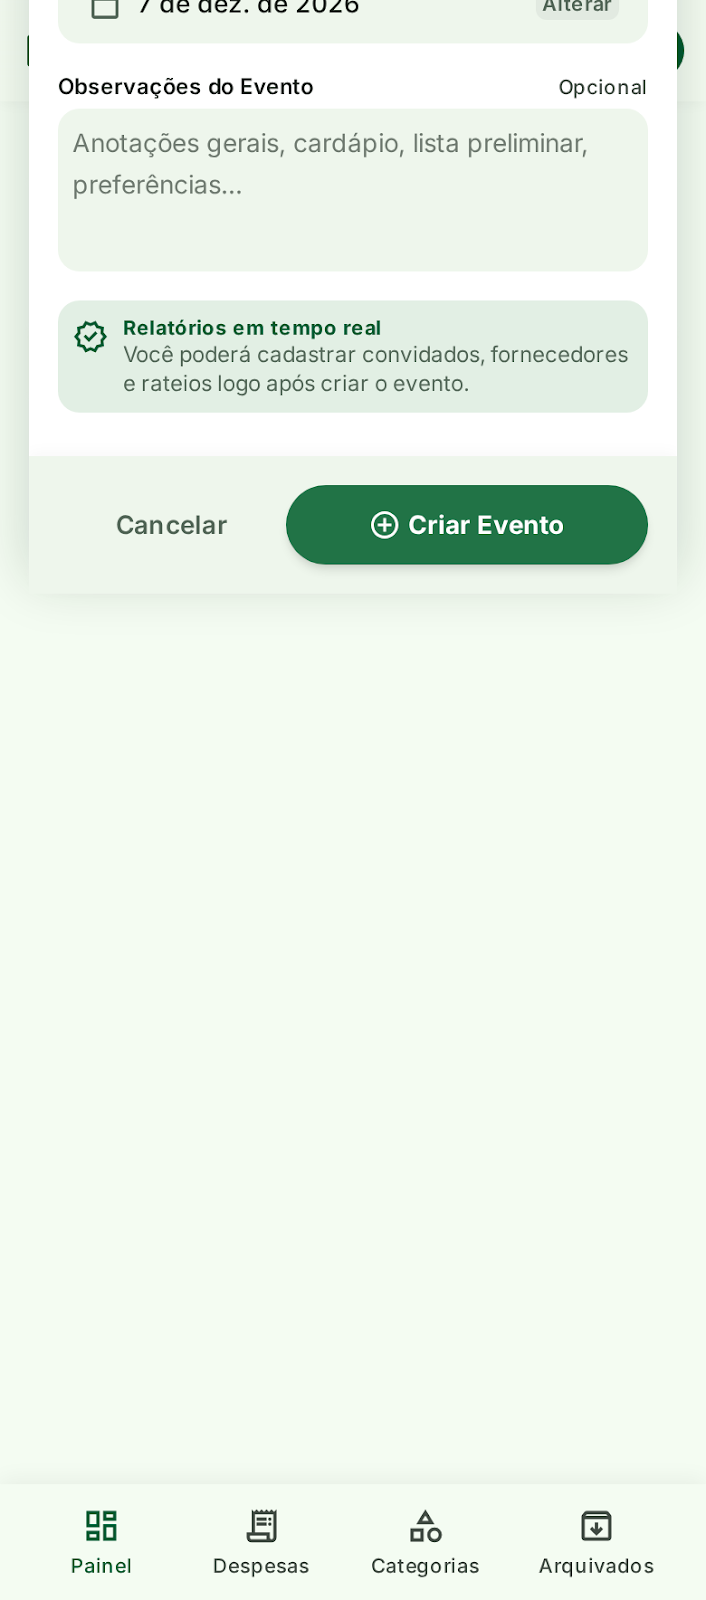 7 de dez. de 2026
Alterar
Observações do Evento
Opcional
Anotações gerais, cardápio, lista preliminar,
preferências...
Relatórios em tempo real
Você poderá cadastrar convidados, fornecedores
e rateios logo após criar o evento.
Cancelar
Criar Evento
Painel
Despesas
Categorias
Arquivados